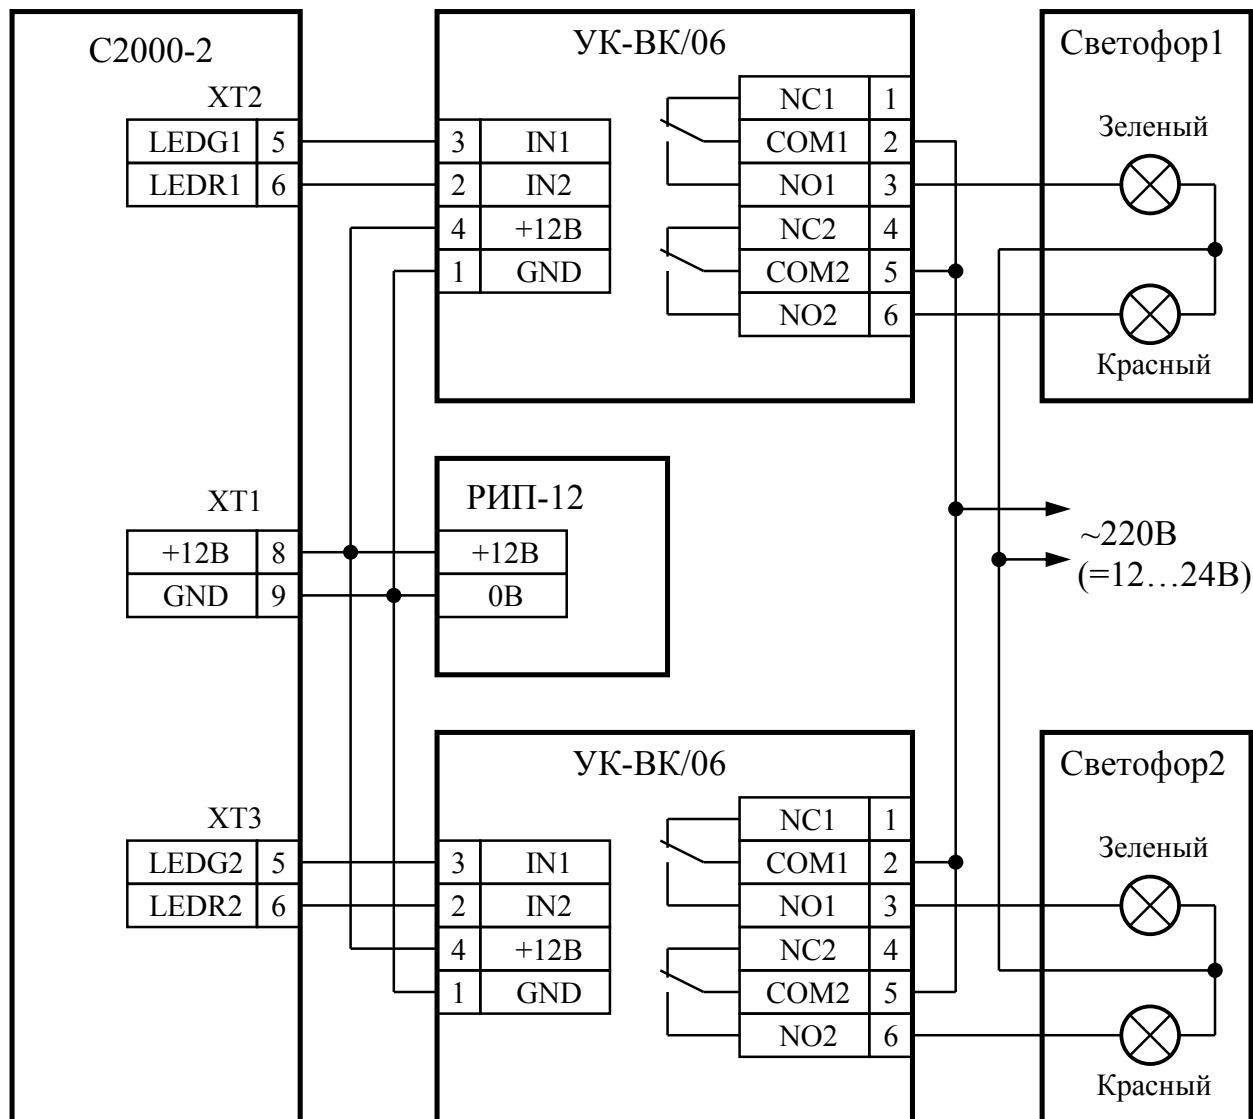 С2000-2
XT2
LEDG1 5
LEDR1 6
XT1
+12В 8
GND 9
XT3
LEDG2 5
LEDR2 6
УК-ВК/06
3 IN1
2 IN2
4 +12В
1 GND
NC1 1
COM1 2
NO1 3
NC2 4
COM2 5
NO2 6
Светофор1
Зеленый
Красный
РИП-12
+12В
0В
~220В
(=12…24В)
УК-ВК/06
3 IN1
2 IN2
4 +12В
1 GND
NC1 1
COM1 2
NO1 3
NC2 4
COM2 5
NO2 6
Светофор2
Зеленый
Красный